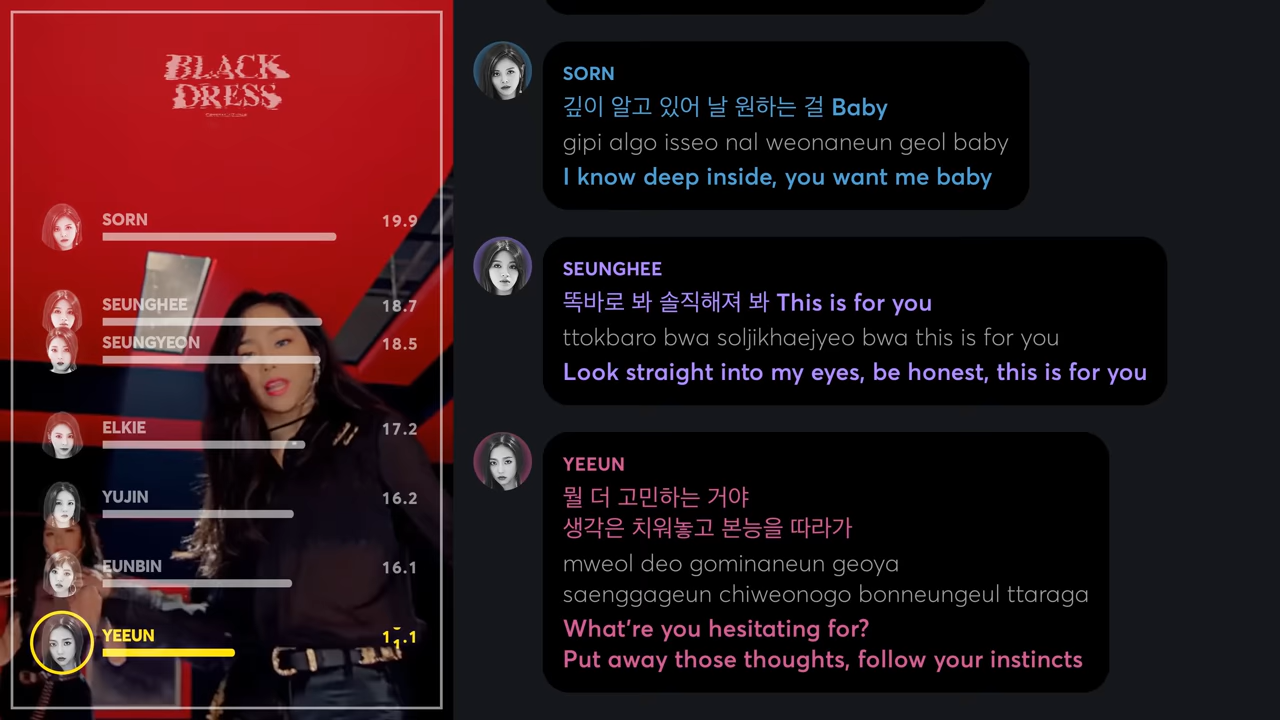 BLACK
DRESS
SORN 19.9
SEUNGHEE 18.7
SEUNGYEON 18.5
ELKIE 17.2
YUJIN 16.2
EUNBIN 16.1
YEEUN
SORN
깊이 알고 있어 날 원하는 걸 Baby
gipi algo isseo nal weonaneun geol baby
I know deep inside, you want me baby
SEUNGHEE
똑바로 봐 솔직해져 봐 This is for you
ttokbaro bwa soljikhaejyeo bwa this is for you
Look straight into my eyes, be honest, this is for you
YEEUN
뭘 더 고민하는 거야
생각은 치워놓고 본능을 따라가
mweol deo gominaneun geoya
saenggageun chiweonogo bonneungeul ttaraga
What're you hesitating for?
Put away those thoughts, follow your instincts